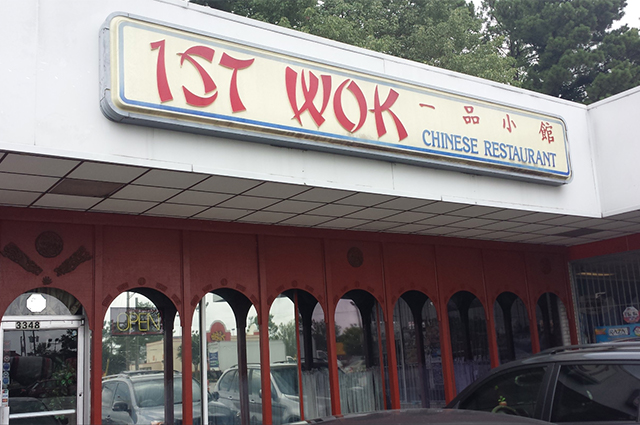 1ST WOK 一品小館
CHINESE RESTAURANT
3348
OPEN